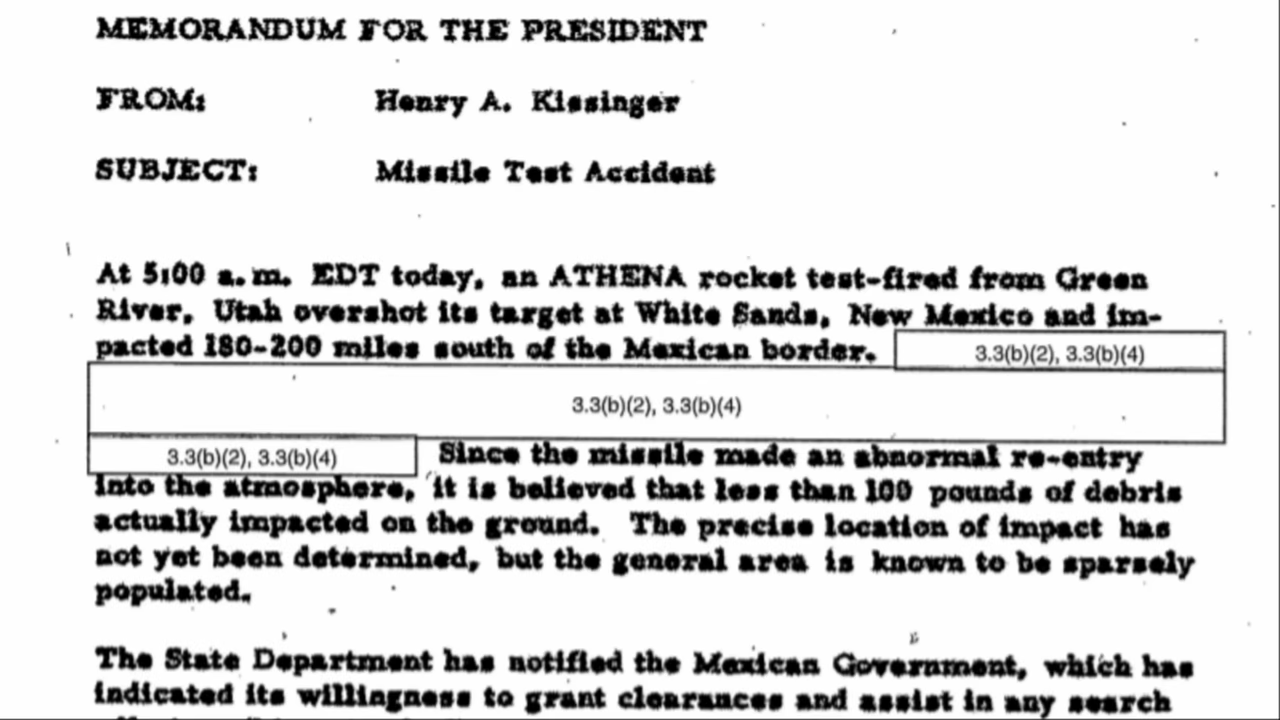 MEMORANDUM FOR THE PRESIDENT
FROM: Henry A. Kissinger
SUBJECT: Missile Test Accident
At 5:00 a.m. EDT today, an ATHENA rocket test-fired from Green
River, Utah overshot its target at White Sands, New Mexico and im-
pacted 180-200 miles south of the Mexican border. 3.3(b)(2), 3.3(b)(4)
3.3(b)(2), 3.3(b)(4)
3.3(b)(2), 3.3(b)(4) Since the missile made an abnormal re-entry
into the atmosphere, it is believed that less than 100 pounds of debris
actually impacted on the ground. The precise location of impact has
not yet been determined, but the general area is known to be sparsely
populated.
The State Department has notified the Mexican Government, which has
indicated its willingness to grant clearances and assist in any search